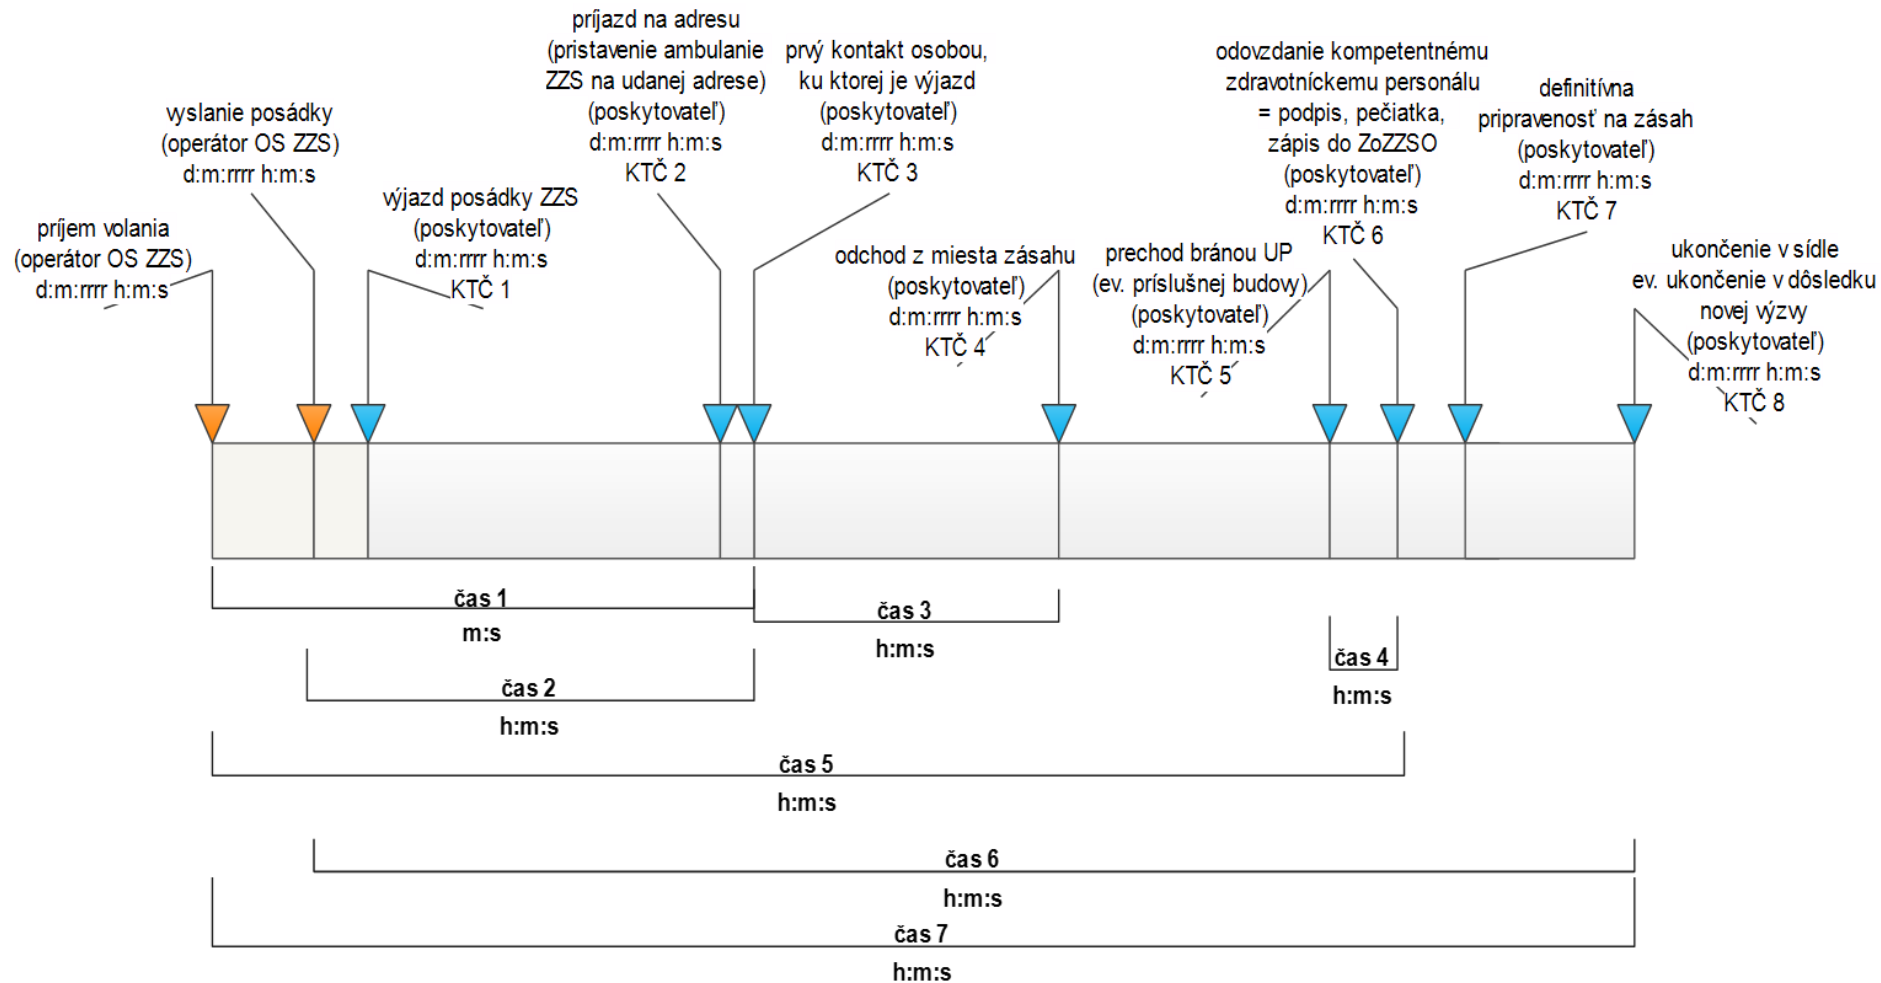 príjem volania
(operátor OS ZZS)
d:m:rrrr h:m:s
vyslanie posádky
(operátor OS ZZS)
d:m:rrrr h:m:s
výjazd posádky ZZS
(poskytovateľ)
d:m:rrrr h:m:s
KTČ 1
príjazd na adresu
(pristavenie ambulanie
ZZS na udanej adrese)
(poskytovateľ)
d:m:rrrr h:m:s
KTČ 2
prvý kontakt osobou,
ku ktorej je výjazd
(poskytovateľ)
d:m:rrrr h:m:s
KTČ 3
odchod z miesta zásahu
(poskytovateľ)
d:m:rrrr h:m:s
KTČ 4
prechod bránou UP
(ev. príslušnej budovy)
(poskytovateľ)
d:m:rrrr h:m:s
KTČ 5
odovzdanie kompetentnému
zdravotníckemu personálu
= podpis, pečiatka,
zápis do ZoZZSO
(poskytovateľ)
d:m:rrrr h:m:s
KTČ 6
definitívna
pripravenosť na zásah
(poskytovateľ)
d:m:rrrr h:m:s
KTČ 7
ukončenie v sídle
ev. ukončenie v dôsledku
novej výzvy
(poskytovateľ)
d:m:rrrr h:m:s
KTČ 8
čas 1
m:s
čas 2
h:m:s
čas 3
h:m:s
čas 4
h:m:s
čas 5
h:m:s
čas 6
h:m:s
čas 7
h:m:s